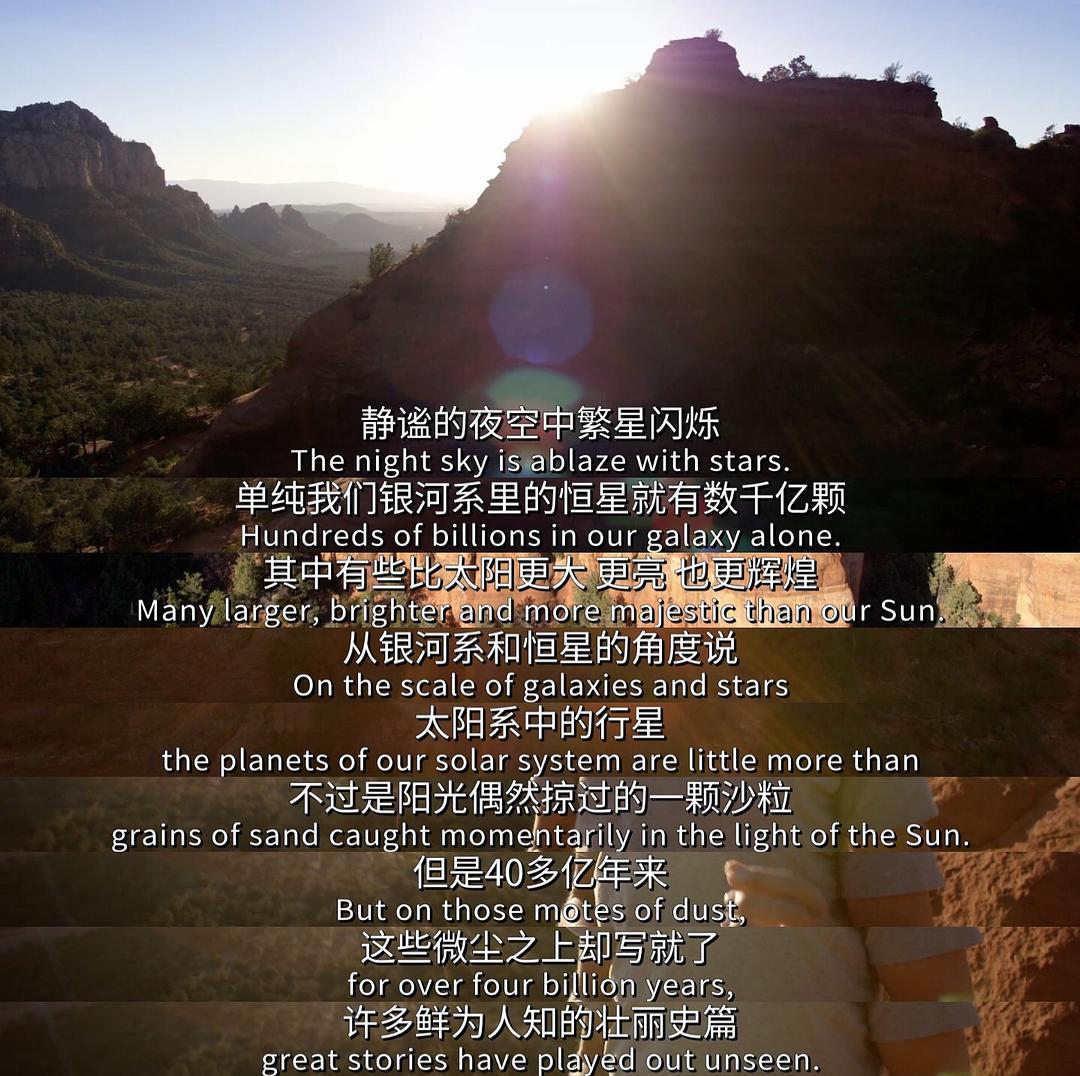 静谧的夜空中繁星闪烁
The night sky is ablaze with stars.
单纯我们银河系里的恒星就有数千亿颗
Hundreds of billions in our galaxy alone.
其中有些比太阳更大 更亮 也更辉煌
Many larger, brighter and more majestic than our Sun.
从银河系和恒星的角度说
On the scale of galaxies and stars
太阳系中的行星
the planets of our solar system are little more than
不过是阳光偶然掠过的一颗沙粒
grains of sand caught momentarily in the light of the Sun.
但是40多亿年来
But on those motes of dust,
这些微尘之上却写就了
for over four billion years,
许多鲜为人知的壮丽史篇
great stories have played out unseen.